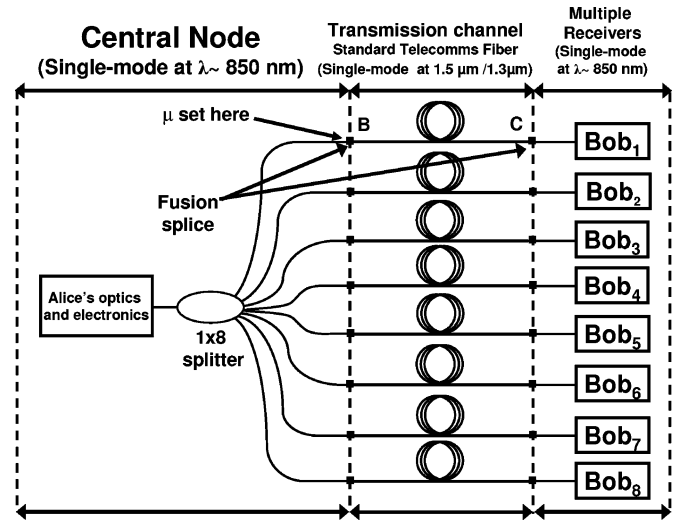 Central Node
(Single-mode at λ~ 850 nm)
Transmission channel
Standard Telecomms Fiber
(Single-mode at 1.5 μm /1.3μm)
Multiple
Receivers
(Single-mode
at λ~ 850 nm)
μ set here
B
C
Fusion
splice
Alice's optics
and electronics
1x8
splitter
Bob1
Bob2
Bob3
Bob4
Bob5
Bob6
Bob7
Bob8